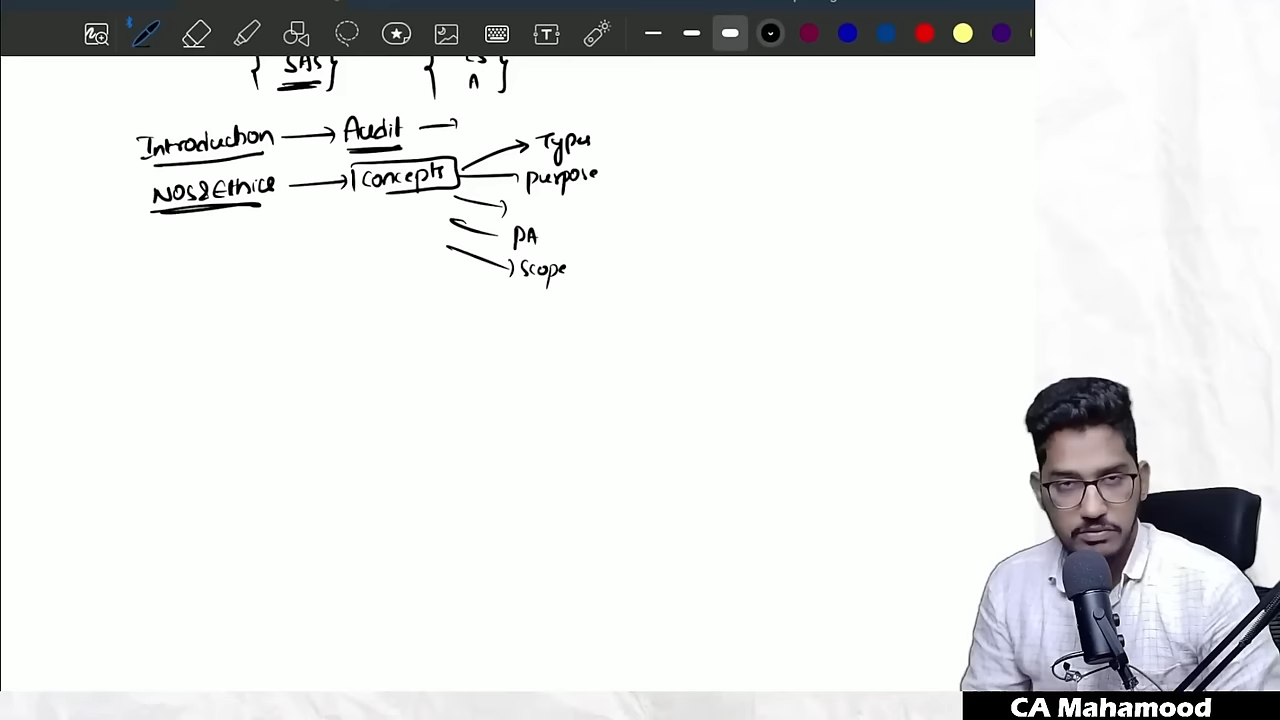 SAS
A
Introduction → Audit →
Types
NOS & Ethics → Concepts
purpose
PA
Scope
CA Mahamood